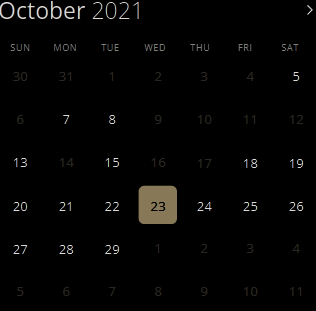 October 2021
SUN MON TUE WED THU FRI SAT
30 31 1 2 3 4 5
6 7 8 9 10 11 12
13 14 15 16 17 18 19
20 21 22 23 24 25 26
27 28 29 1 2 3 4
5 6 7 8 9 10 11